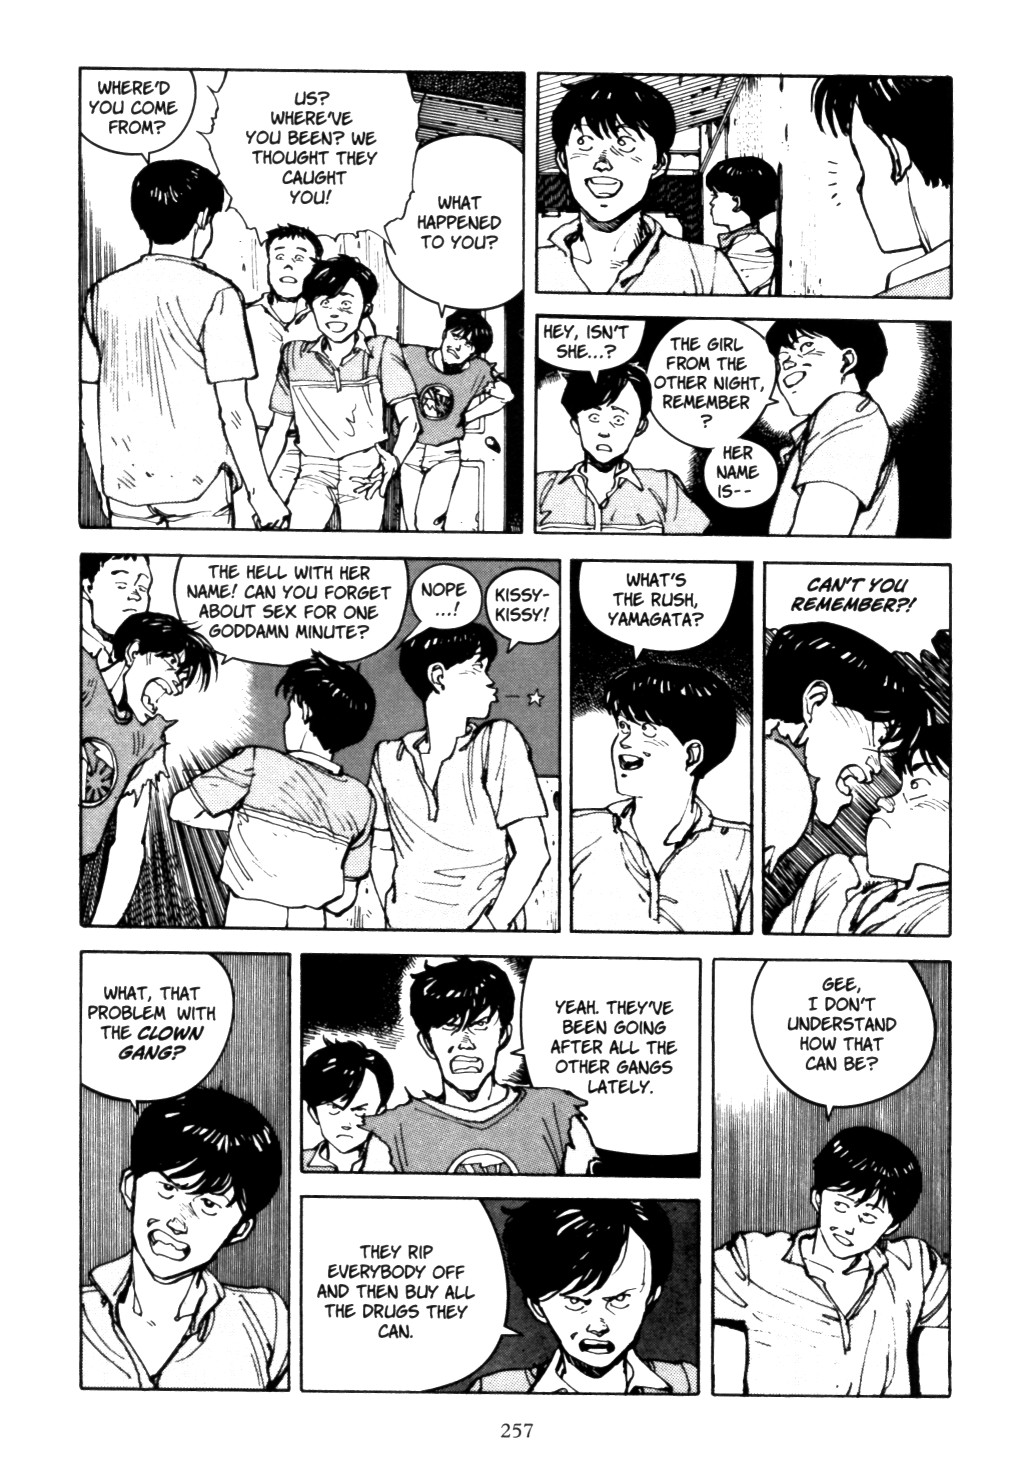 WHERE'D
YOU COME
FROM?
US?
WHERE'VE
YOU BEEN? WE
THOUGHT THEY
CAUGHT
YOU!
WHAT
HAPPENED
TO YOU?
HEY, ISN'T
SHE...?
THE GIRL
FROM THE
OTHER NIGHT,
REMEMBER
?
HER
NAME
IS--
THE HELL WITH HER
NAME! CAN YOU FORGET
ABOUT SEX FOR ONE
GODDAMN MINUTE?
NOPE
...!
KISSY-
KISSY!
WHAT'S
THE RUSH,
YAMAGATA?
CAN'T YOU
REMEMBER?!
WHAT, THAT
PROBLEM WITH
THE CLOWN
GANG?
YEAH. THEY'VE
BEEN GOING
AFTER ALL THE
OTHER GANGS
LATELY.
THEY RIP
EVERYBODY OFF
AND THEN BUY ALL
THE DRUGS THEY
CAN.
GEE,
I DON'T
UNDERSTAND
HOW THAT
CAN BE?
257